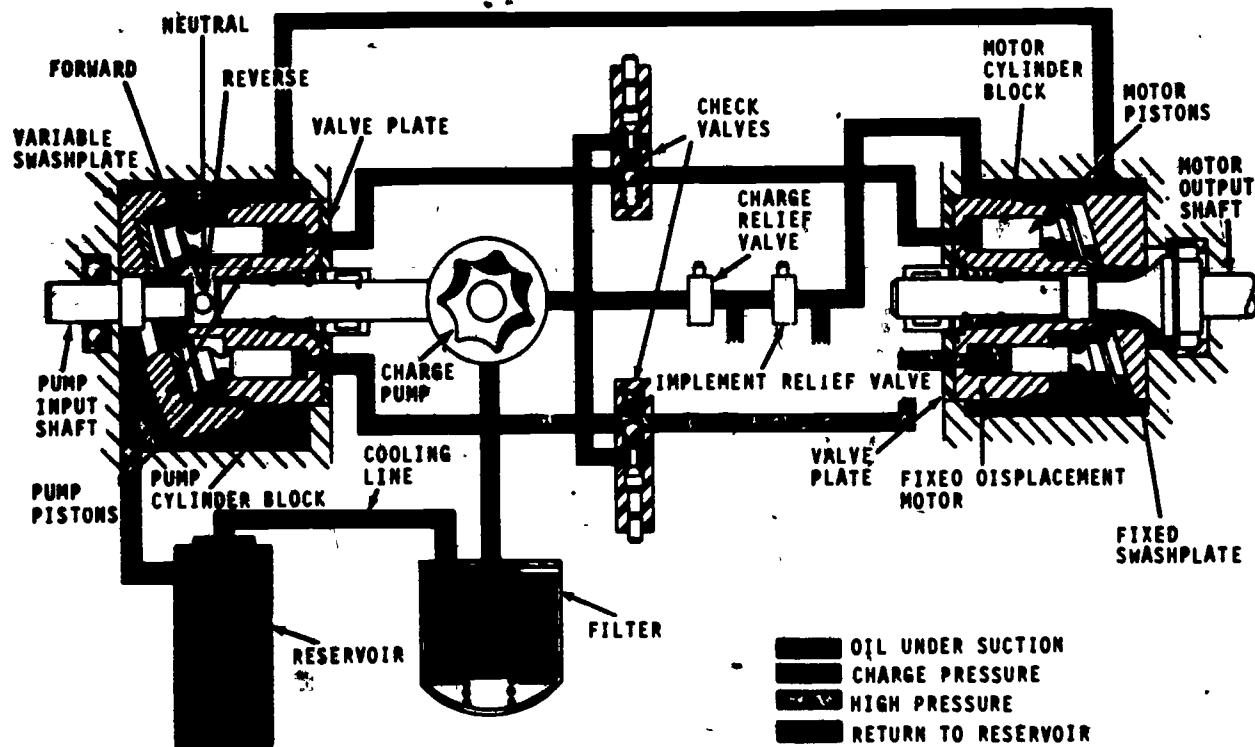 NEUTRAL
FORWARD
REVERSE
VARIABLE
SWASHPLATE
VALVE PLATE
CHECK
VALVES
MOTOR
CYLINDER
BLOCK
MOTOR
PISTONS
MOTOR
OUTPUT
SHAFT
CHARGE
RELIEF
VALVE
PUMP
INPUT
SHAFT
CHARGE
PUMP
IMPLEMENT RELIEF VALVE
PUMP
PISTONS
PUMP
CYLINDER BLOCK
COOLING
LINE
VALVE
PLATE
FIXEO OISPLACEMENT
MOTOR
FIXED
SWASHPLATE
RESERVOIR
FILTER
OIL UNDER SUCTION
CHARGE PRESSURE
HIGH PRESSURE
RETURN TO RESERVOIR